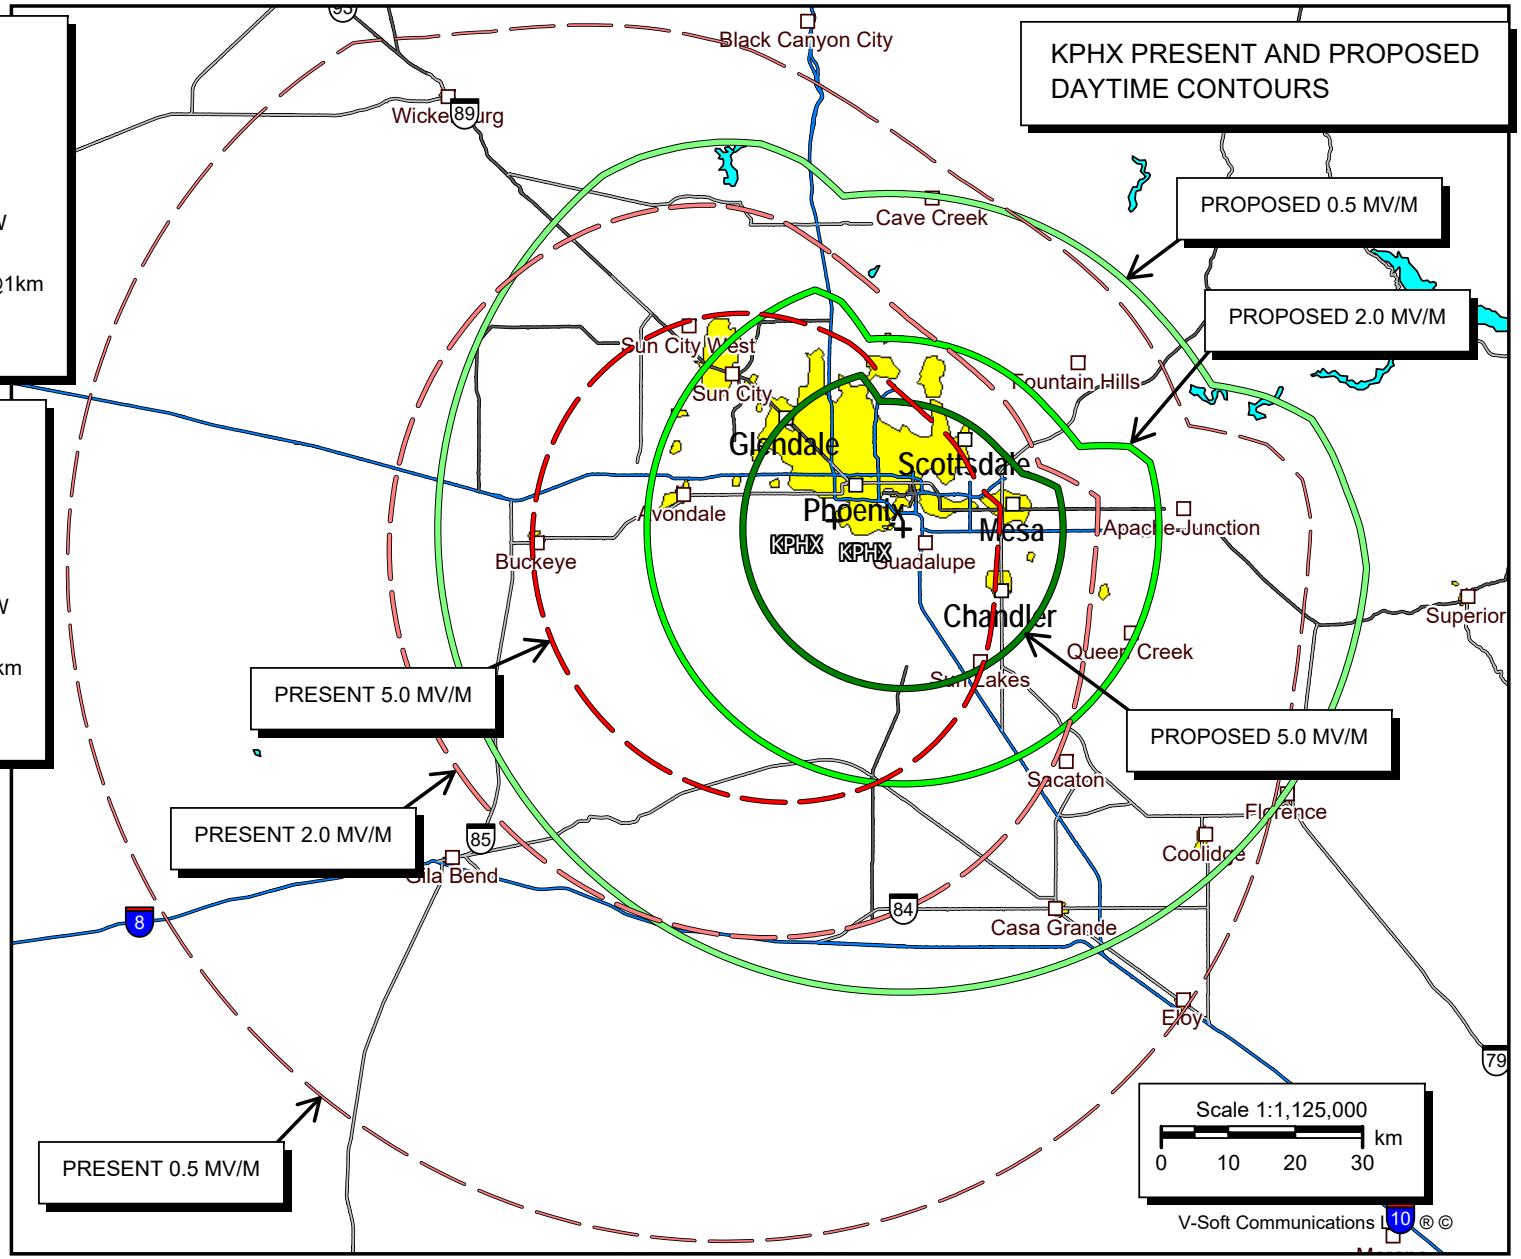 93
Black Canyon City
KPHX PRESENT AND PROPOSED
DAYTIME CONTOURS
89
PROPOSED 0.5 MV/M
Cave Creek
@1km
PROPOSED 2.0 MV/M
Sun City West
Sun City
Fountain Hills
Glendale
Scottsdale
Avondale
Phoenix
Mesa
Apache Junction
KPHX
KPHX
Guadalupe
Buckeye
Chandler
Superior
Queen Creek
km
Sun Lakes
PRESENT 5.0 MV/M
PROPOSED 5.0 MV/M
Sacaton
Florence
PRESENT 2.0 MV/M
85
Coolidge
Gila Bend
8
84
Casa Grande
Eloy
79
Scale 1:1,125,000
km
0 10 20 30
PRESENT 0.5 MV/M
V-Soft Communications ® ©
10